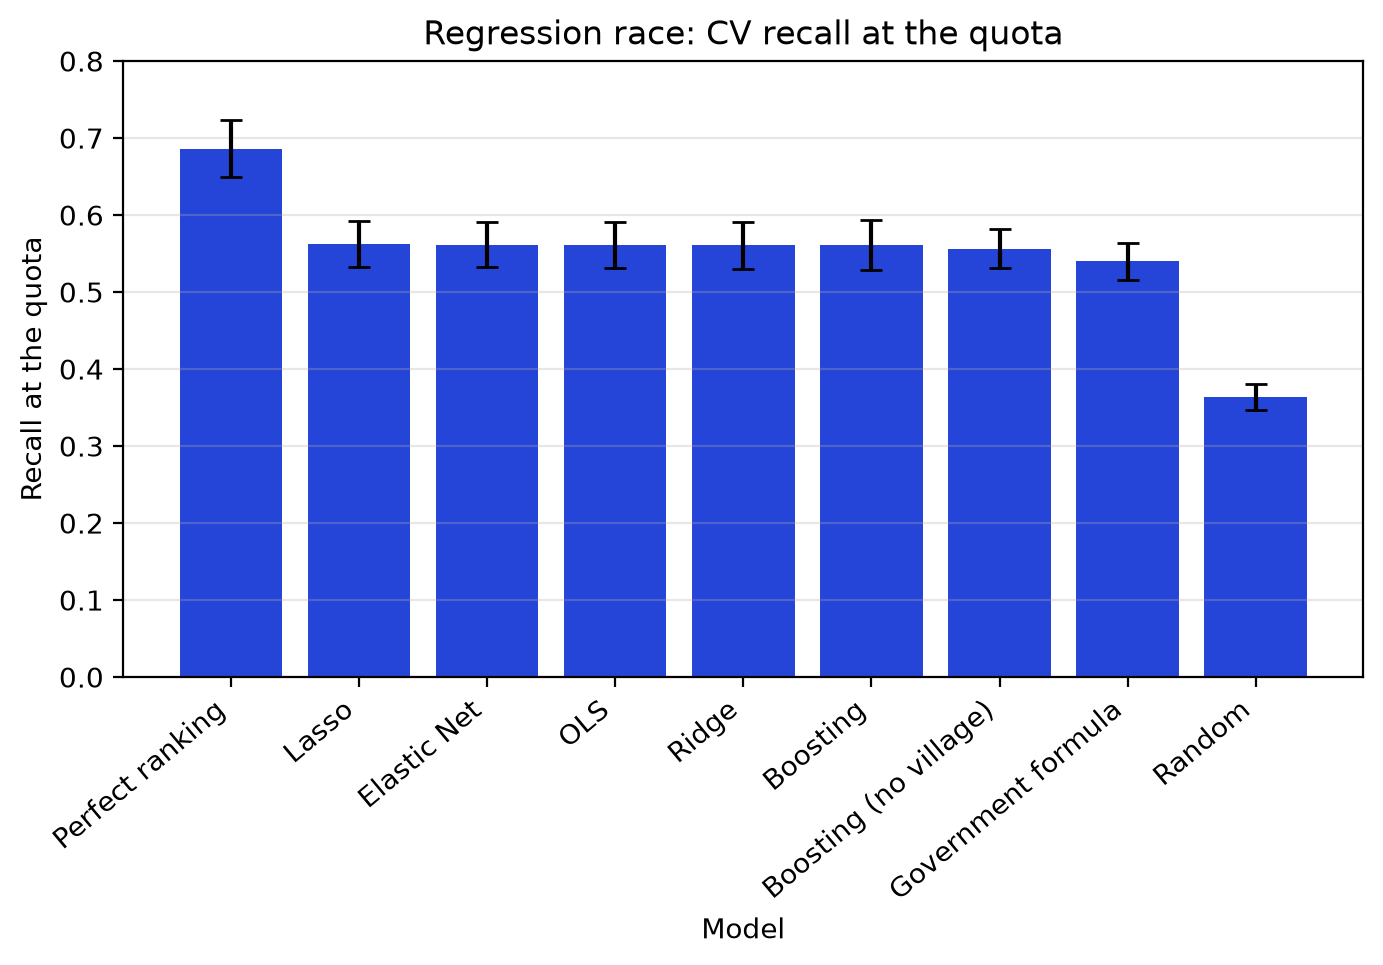 Regression race: CV recall at the quota
Recall at the quota
0.8
0.7
0.6
0.5
0.4
0.3
0.2
0.1
0.0
Perfect ranking
Lasso
Elastic Net
OLS
Ridge
Boosting
Boosting (no village)
Government formula
Random
Model